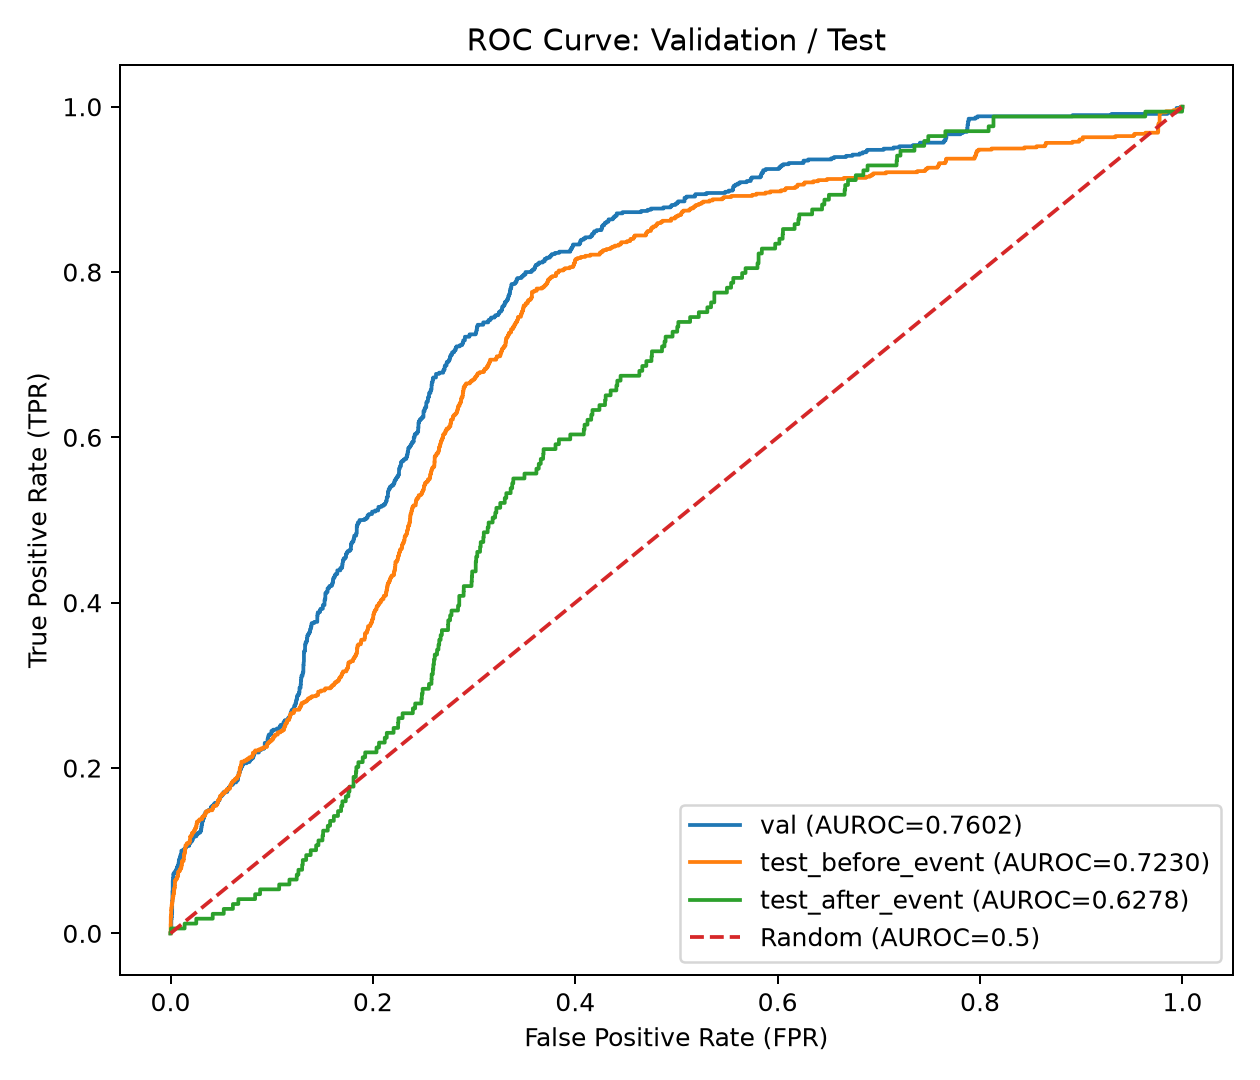 ROC Curve: Validation / Test
True Positive Rate (TPR)
1.0
0.8
0.6
0.4
0.2
0.0
val (AUROC=0.7602)
test_before_event (AUROC=0.7230)
test_after_event (AUROC=0.6278)
Random (AUROC=0.5)
0.0 0.2 0.4 0.6 0.8 1.0
False Positive Rate (FPR)